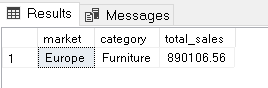 Results Messages
market category total_sales
1 Europe Furniture 890106.56